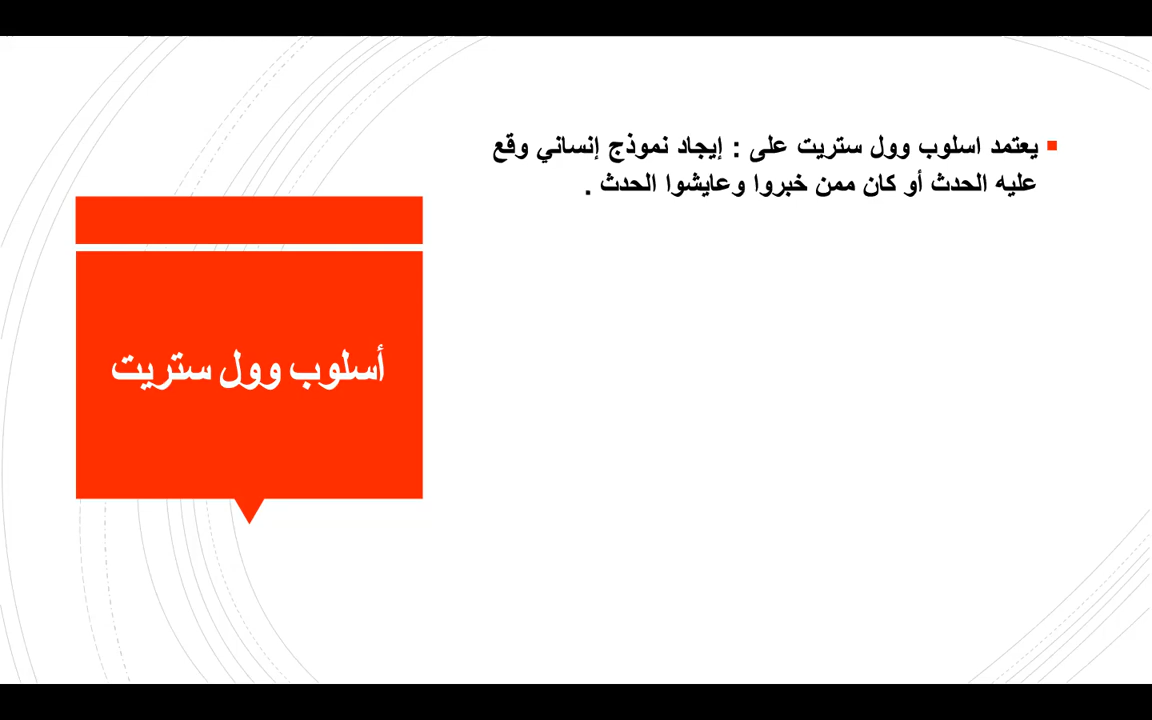 يعتمد اسلوب وول ستريت على : إيجاد نموذج إنساني وقع
عليه الحدث أو كان ممن خبروا وعايشوا الحدث .
أسلوب وول ستريت